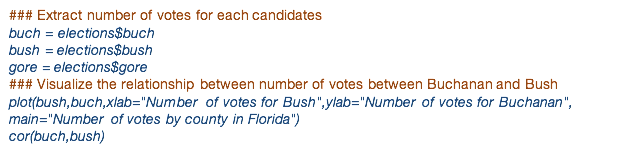 ### Extract number of votes for each candidates
buch = elections$buch
bush = elections$bush
gore = elections$gore
### Visualize the relationship between number of votes between Buchanan and Bush
plot(bush,buch,xlab="Number of votes for Bush",ylab="Number of votes for Buchanan",
main="Number of votes by county in Florida")
cor(buch,bush)